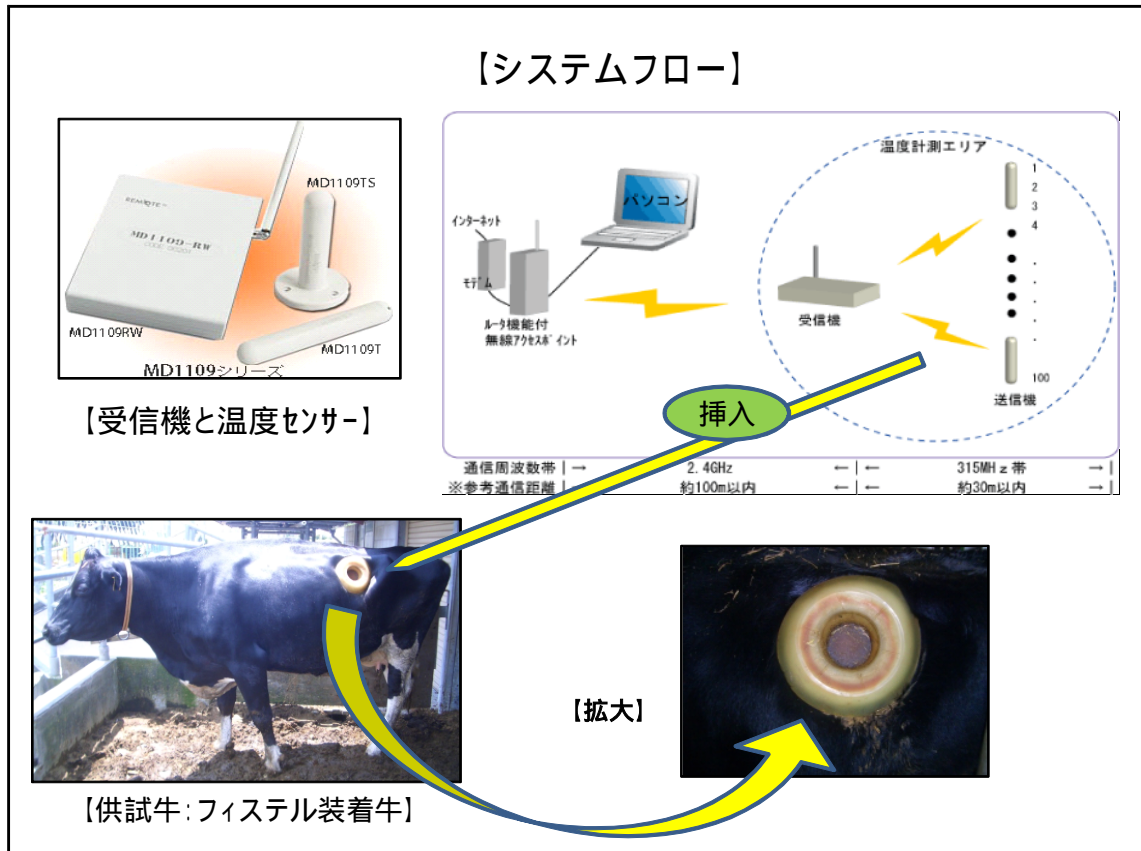 【システムフロー】
MD1109TS
REMOTE
MD1109-RW
MD1109RW
MD1109T
MD1109シリーズ
【受信機と温度センサー】
温度計測エリア
1
2
3
4
パソコン
インターネット
モデム
ルータ機能付
無線アクセスポイント
受信機
100
送信機
挿入
通信周波数帯 | → 2.4GHz ← | ← 315MHz帯 → |
※参考通信距離 | → 約100m以内 ← | ← 約30m以内 → |
【拡大】
【供試牛:フィステル装着牛】